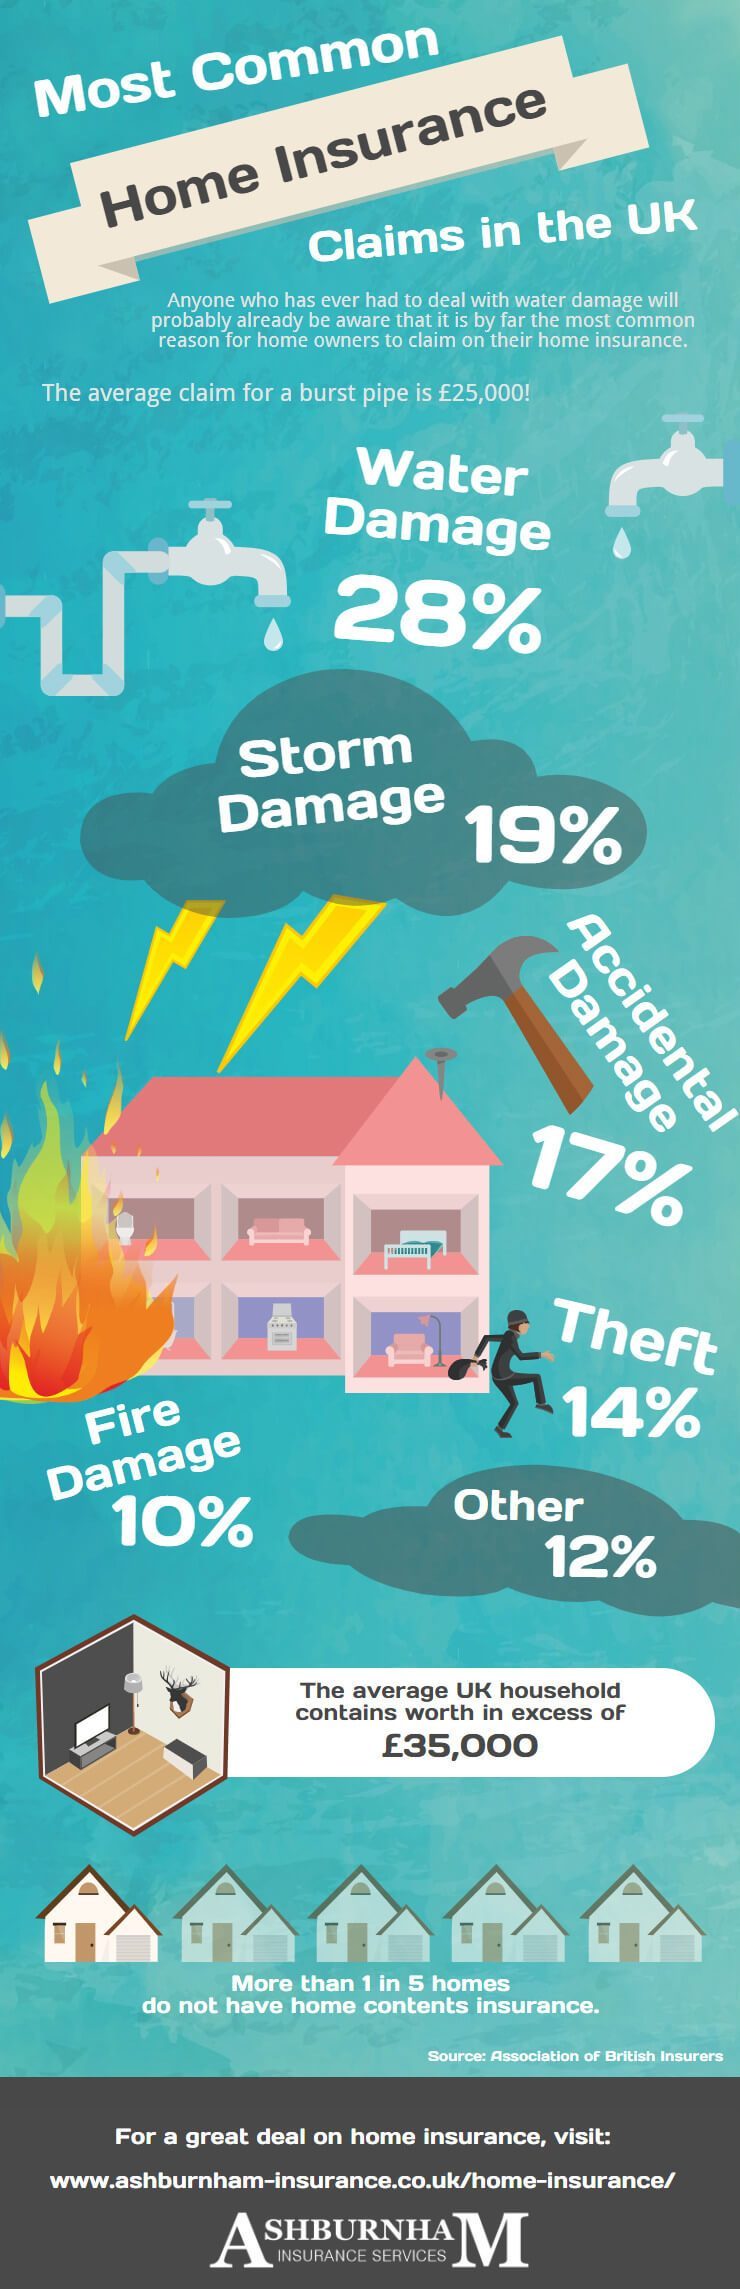 Most Common
Home Insurance
Claims in the UK
Anyone who has ever had to deal with water damage will
probably already be aware that it is by far the most common
reason for home owners to claim on their home insurance.
The average claim for a burst pipe is £25,000!
Water
Damage
28%
Storm
Damage
19%
Accidental
Damage
17%
Theft
14%
Fire
Damage
10%
Other
12%
The average UK household
contains worth in excess of
£35,000
More than 1 in 5 homes
do not have home contents insurance.
Source: Association of British Insurers
For a great deal on home insurance, visit:
www.ashburnham-insurance.co.uk/home-insurance/
ASHBURNHAM
INSURANCE SERVICES